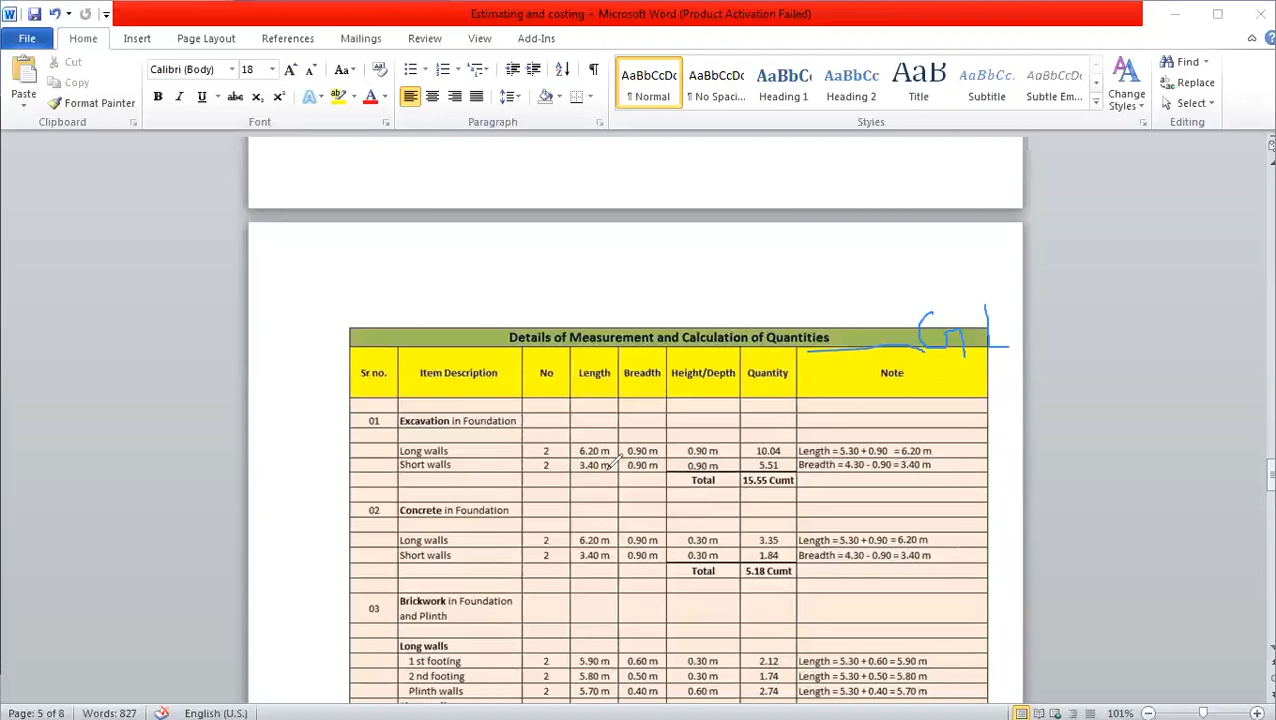 Estimating and costing - Microsoft Word (Product Activation Failed)
File Home Insert Page Layout References Mailings Review View Add-Ins
Paste
Cut
Copy
Format Painter
Clipboard
Calibri (Body) 18
Font
Paragraph
AaBbCcDc AaBbCcDc AaBbCc AaBbCc AaB AaBbCc. AaBbCcDc
¶ Normal ¶ No Spaci... Heading 1 Heading 2 Title Subtitle Subtle Em...
Change Styles
Styles
Find
Replace
Select
Editing
Details of Measurement and Calculation of Quantities
Sr no. Item Description No Length Breadth Height/Depth Quantity Note
01 Excavation in Foundation
Long walls 2 6.20 m 0.90 m 0.90 m 10.04 Length = 5.30 + 0.90 = 6.20 m
Short walls 2 3.40 m 0.90 m 0.90 m 5.51 Breadth = 4.30 - 0.90 = 3.40 m
Total 15.55 Cumt
02 Concrete in Foundation
Long walls 2 6.20 m 0.90 m 0.30 m 3.35 Length = 5.30 + 0.90 = 6.20 m
Short walls 2 3.40 m 0.90 m 0.30 m 1.84 Breadth = 4.30 - 0.90 = 3.40 m
Total 5.18 Cumt
03 Brickwork in Foundation
and Plinth
Long walls
1 st footing 2 5.90 m 0.60 m 0.30 m 2.12 Length = 5.30 + 0.60 = 5.90 m
2 nd footing 2 5.80 m 0.50 m 0.30 m 1.74 Length = 5.30 + 0.50 = 5.80 m
Plinth walls 2 5.70 m 0.40 m 0.60 m 2.74 Length = 5.30 + 0.40 = 5.70 m
Page: 5 of 8 Words: 827 English (U.S.) 101%